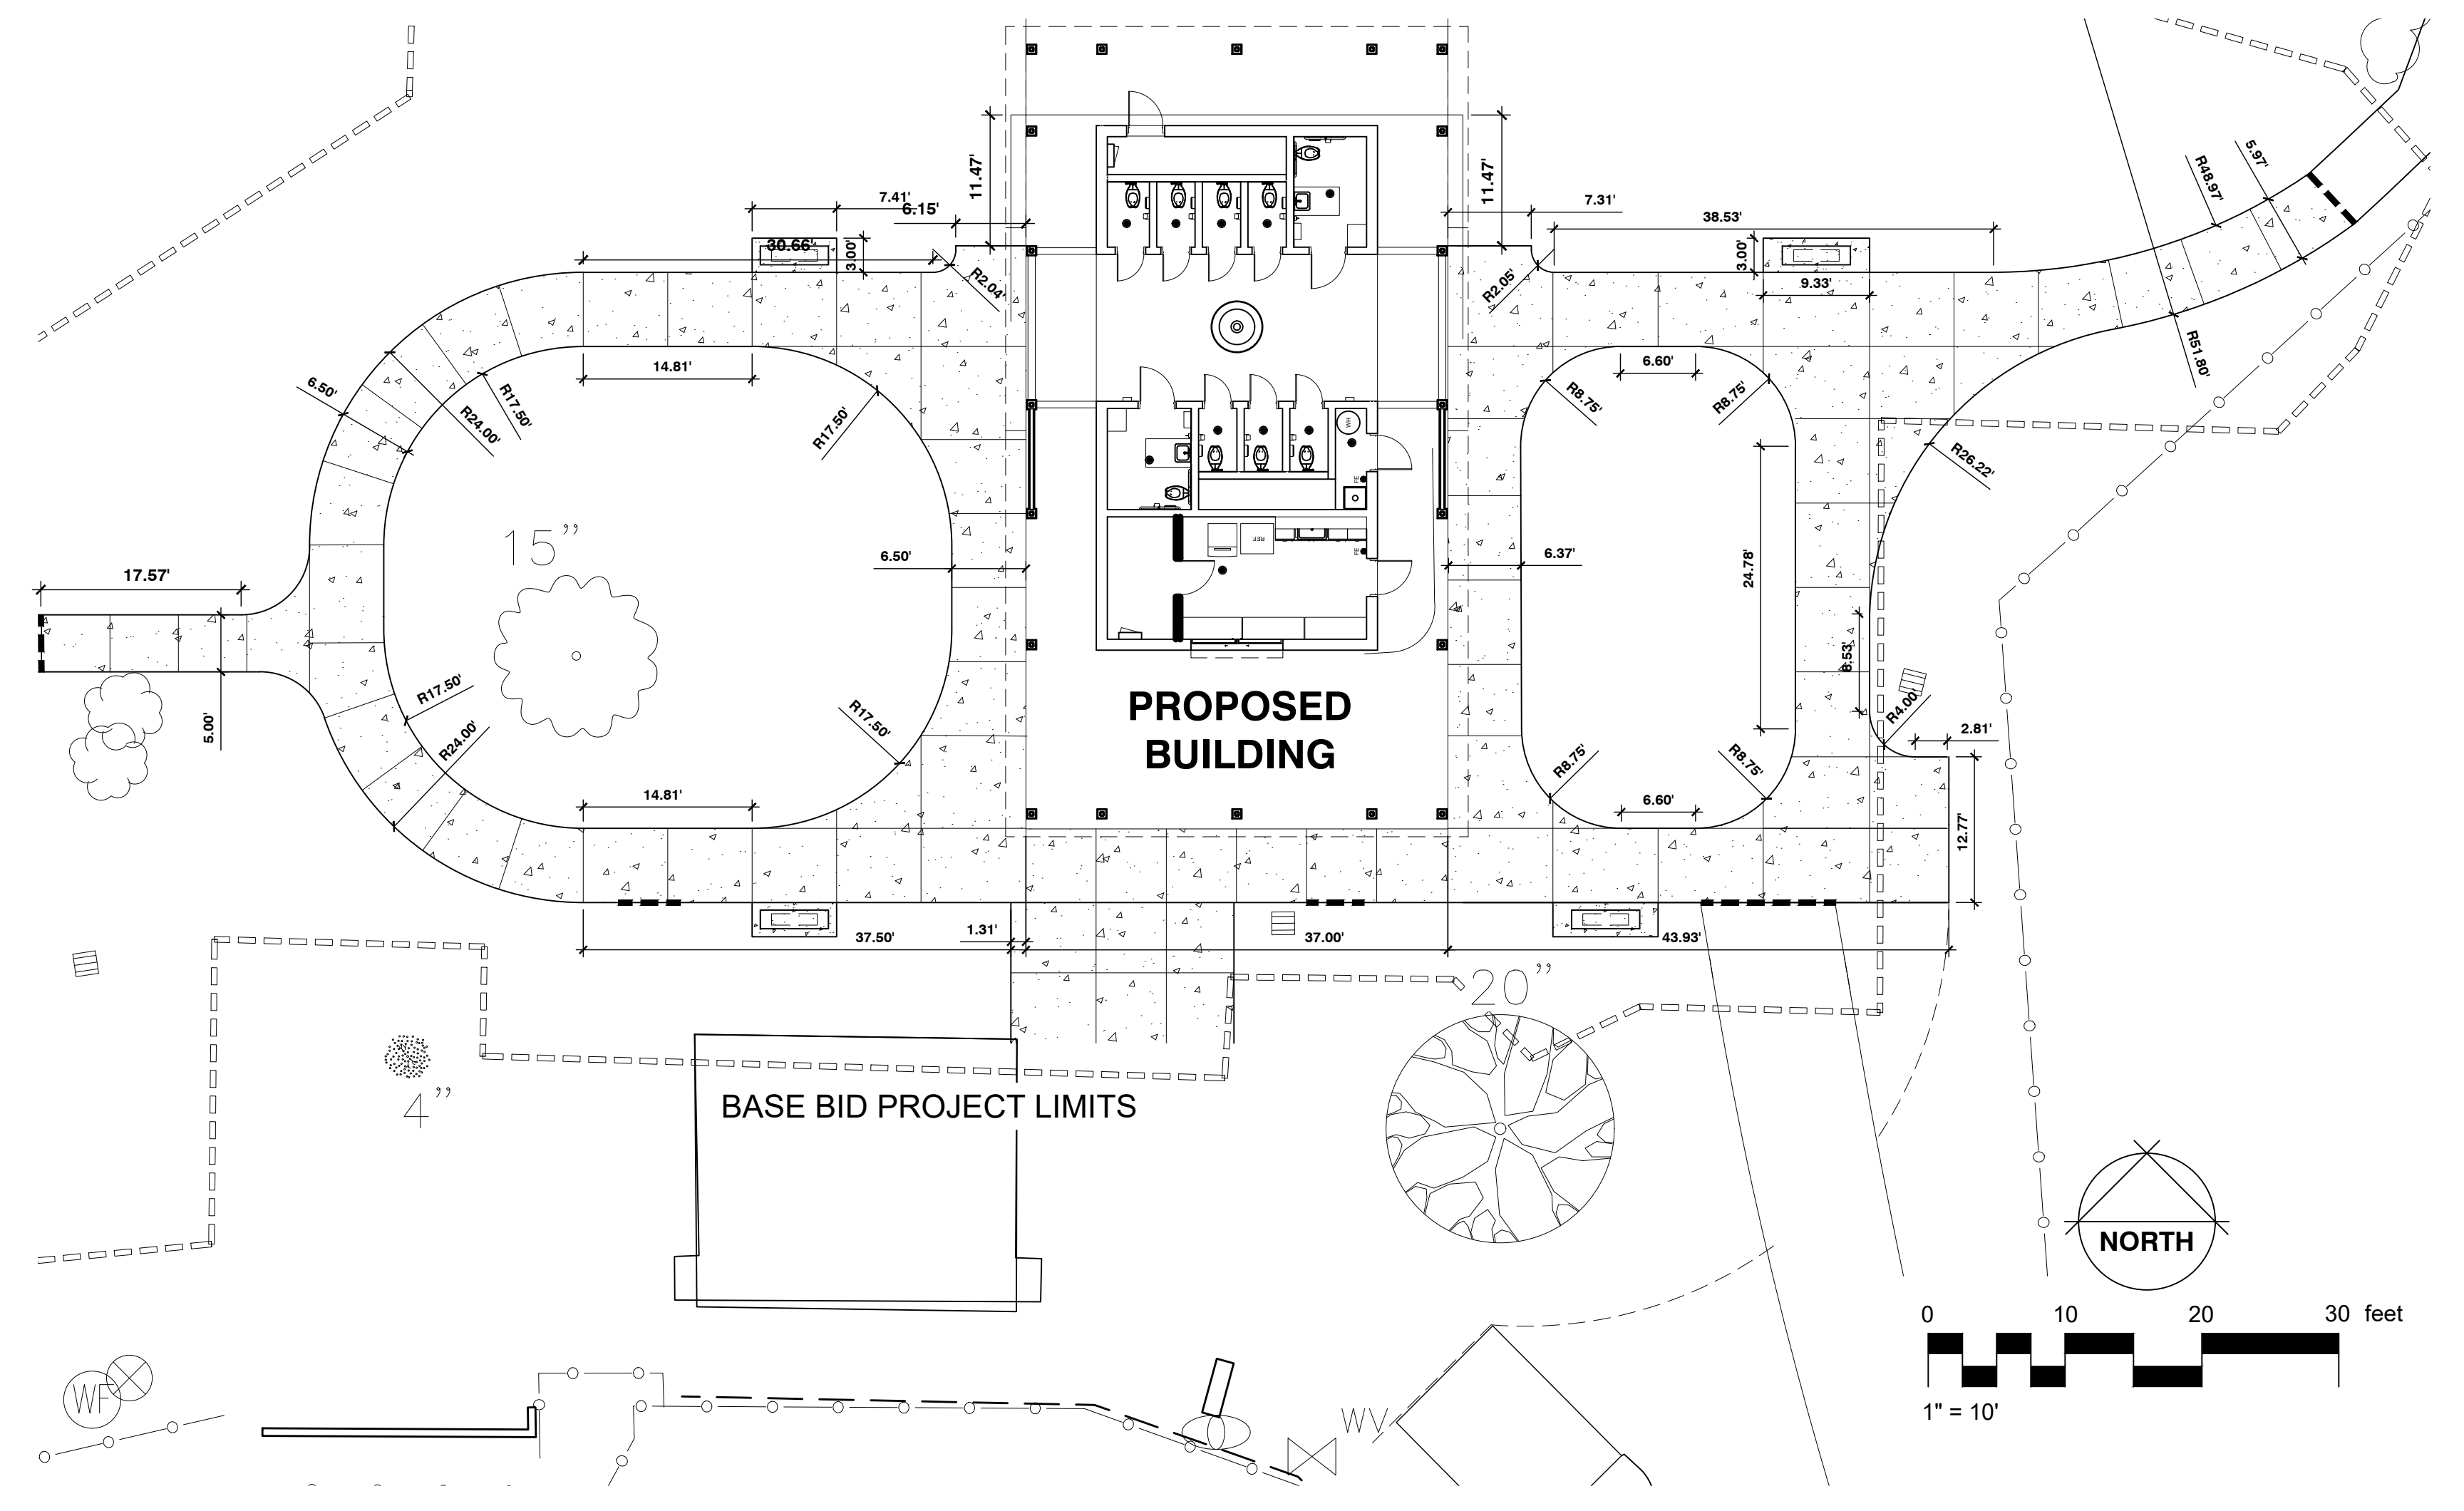 11.47'
11.47'
5.97'
R48.97'
7.41'
6.15'
7.31'
38.53'
30.66'
3.00'
3.00'
R2.04'
R2.05'
9.33'
R51.80'
14.81'
6.60'
6.50'
R17.50'
R24.00'
R17.50'
R8.75'
R8.75'
WH
R26.22'
FE
15”
REF.
FE
6.50'
6.37'
24.78'
17.57'
8.53'
R17.50'
R24.00'
R17.50'
5.00'
PROPOSED
BUILDING
R4.00'
2.81'
R8.75'
R8.75'
14.81'
6.60'
12.77'
1.31'
37.50'
37.00'
43.93'
20”
4”
BASE BID PROJECT LIMITS
NORTH
0 10 20 30 feet
1" = 10'
WF
WV